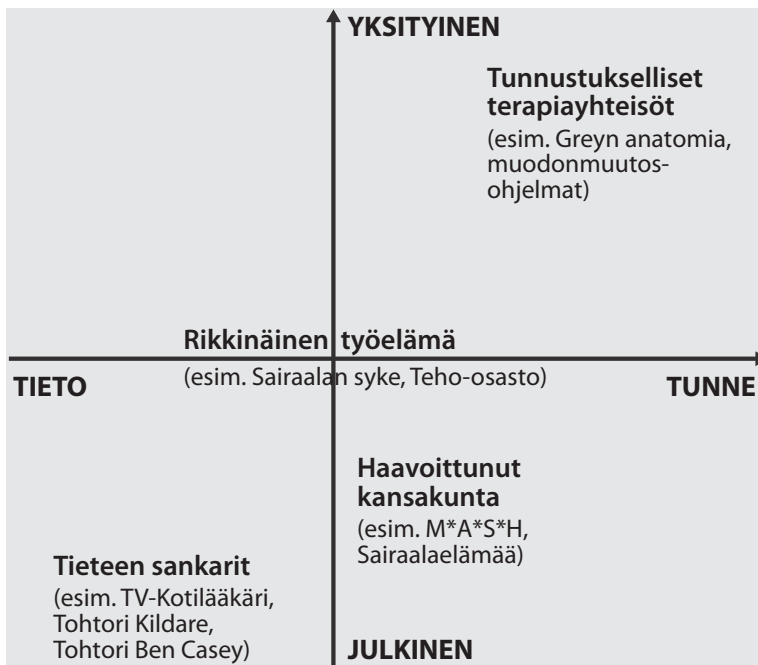 YKSITYINEN
Tunnustukselliset
terapiayhteisöt
(esim. Greyn anatomia,
muodonmuutos-
ohjelmat)
Rikkinäinen työelämä
(esim. Sairaalan syke, Teho-osasto)
TIETO
TUNNE
Haavoittunut
kansakunta
(esim. M*A*S*H,
Sairaalaelämää)
Tieteen sankarit
(esim. TV-Kotilääkäri,
Tohtori Kildare,
Tohtori Ben Casey)
JULKINEN